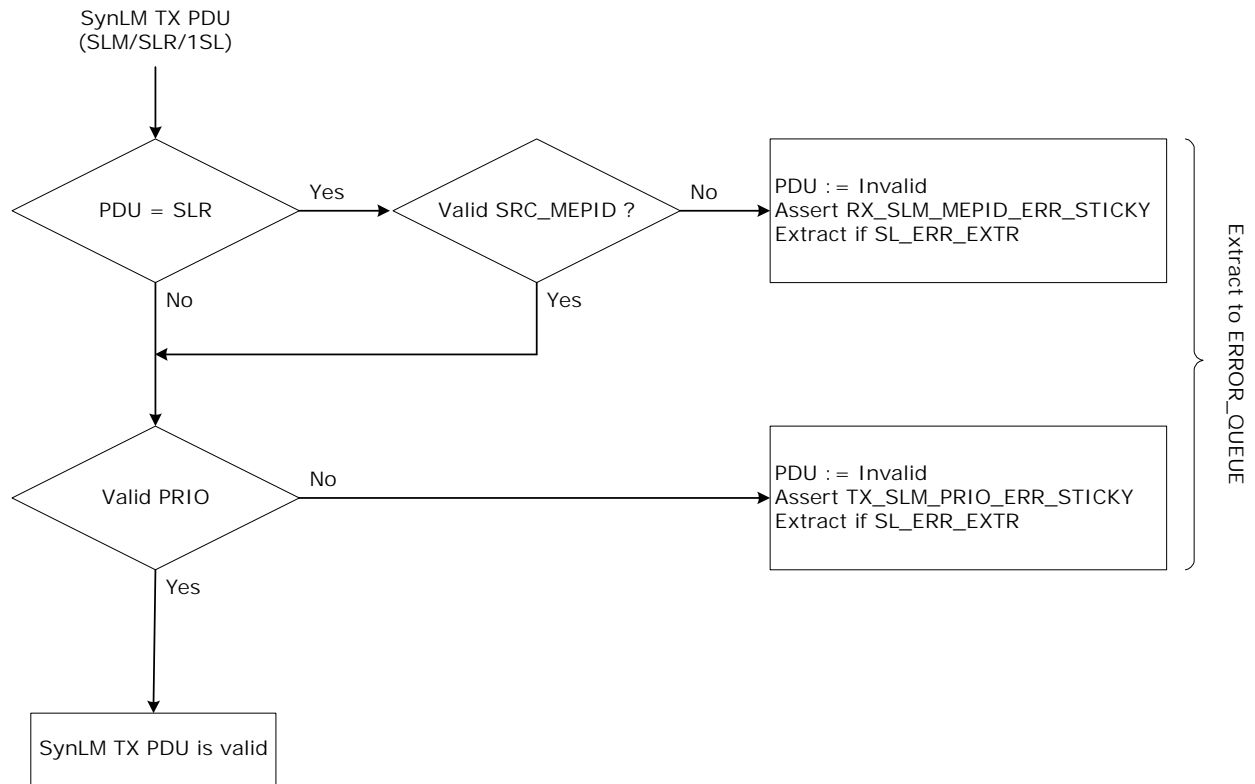 SynLM TX PDU
(SLM/SLR/1SL)
PDU = SLR
Yes
Valid SRC_MEPID ?
No
PDU := Invalid
Assert RX_SLM_MEPID_ERR_STICKY
Extract if SL_ERR_EXTR
No
Yes
Extract to ERROR_QUEUE
Valid PRIO
No
PDU := Invalid
Assert TX_SLM_PRIO_ERR_STICKY
Extract if SL_ERR_EXTR
Yes
SynLM TX PDU is valid